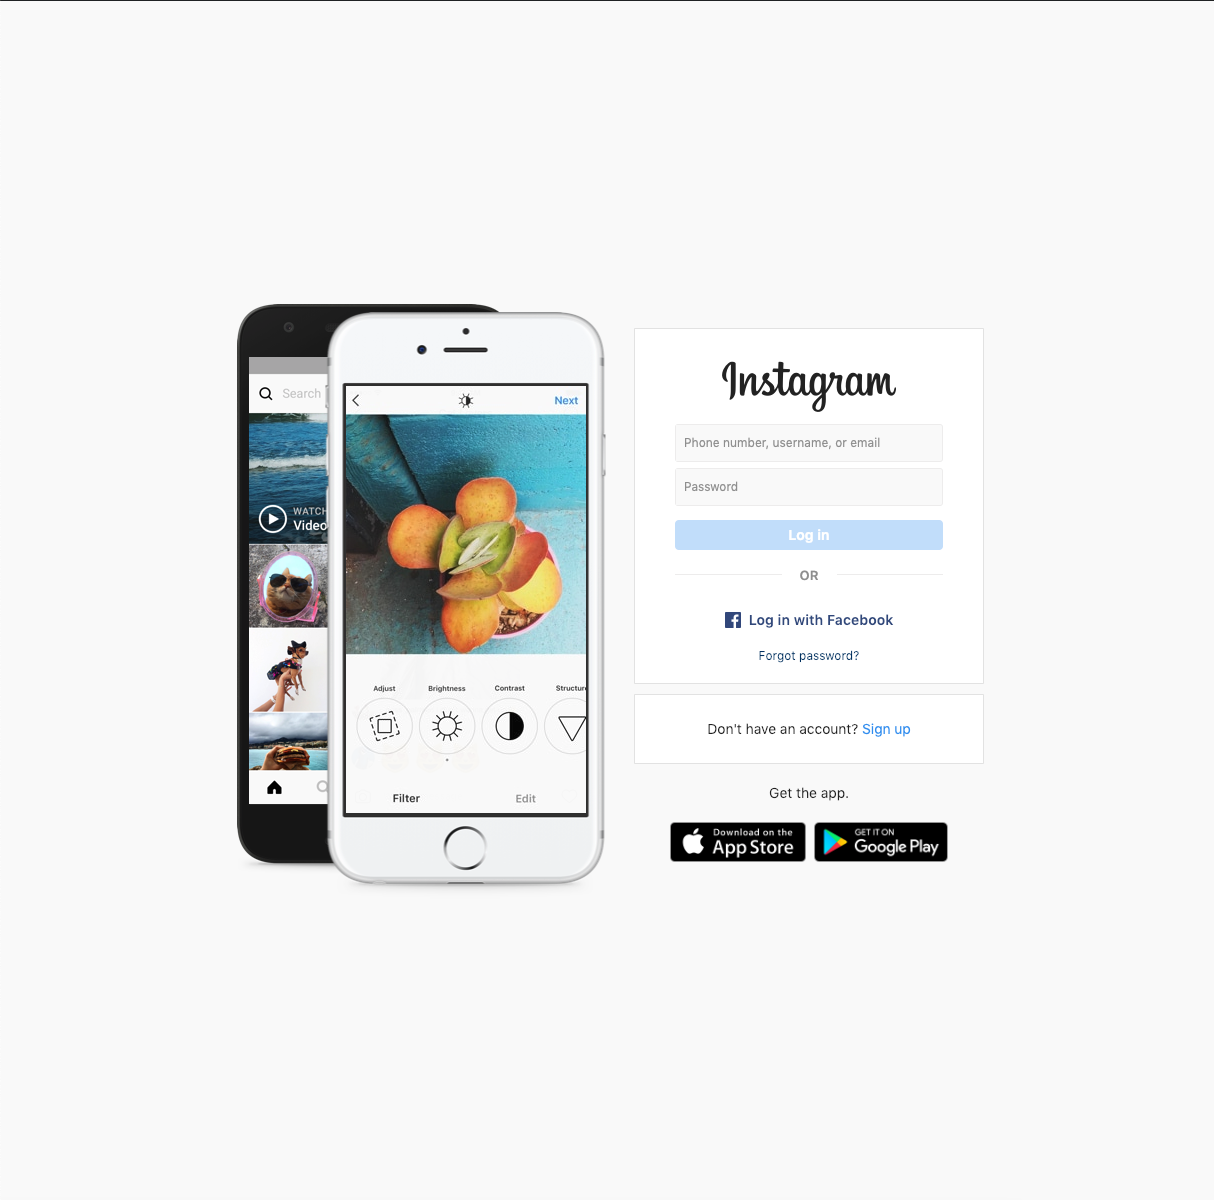 Search
WATCH
Video
Next
Adjust
Brightness
Contrast
Structure
Filter
Edit
Instagram
Phone number, username, or email
Password
Log in
OR
Log in with Facebook
Forgot password?
Don't have an account? Sign up
Get the app.
Download on the
App Store
GET IT ON
Google Play